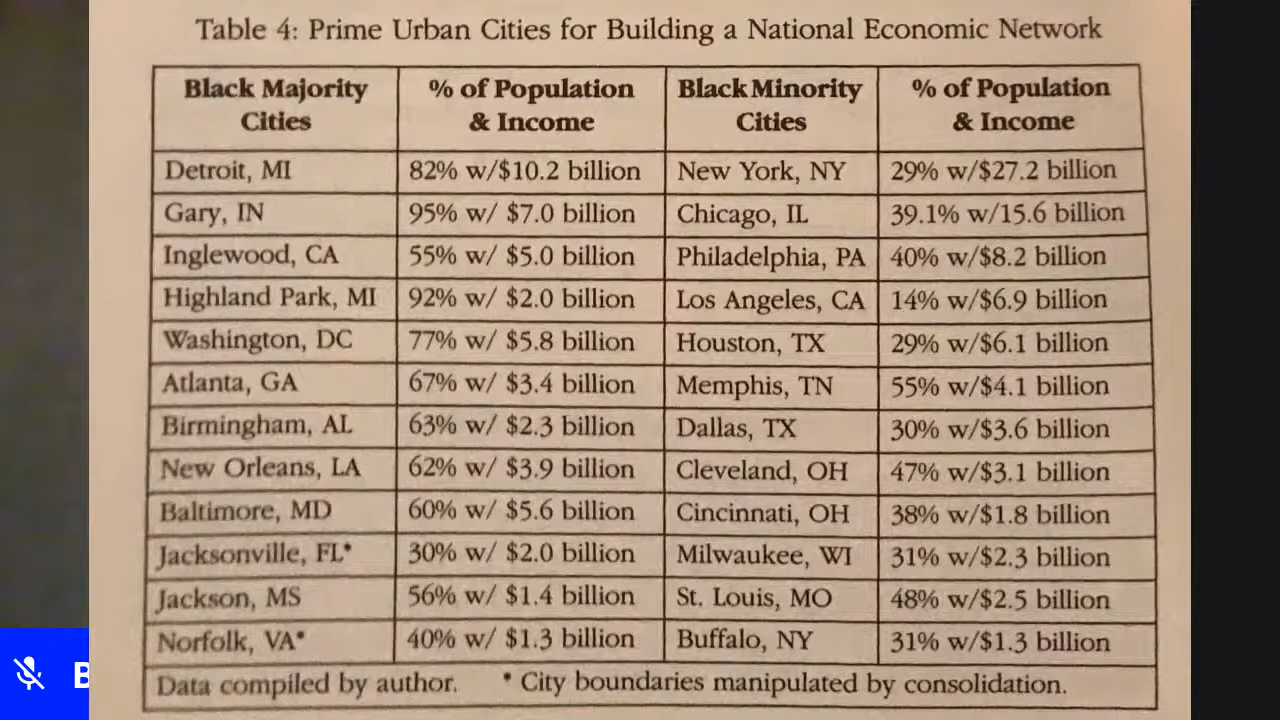 Table 4: Prime Urban Cities for Building a National Economic Network
Black Majority Cities % of Population & Income Black Minority Cities % of Population & Income
Detroit, MI 82% w/$10.2 billion New York, NY 29% w/$27.2 billion
Gary, IN 95% w/ $7.0 billion Chicago, IL 39.1% w/15.6 billion
Inglewood, CA 55% w/ $5.0 billion Philadelphia, PA 40% w/$8.2 billion
Highland Park, MI 92% w/ $2.0 billion Los Angeles, CA 14% w/$6.9 billion
Washington, DC 77% w/ $5.8 billion Houston, TX 29% w/$6.1 billion
Atlanta, GA 67% w/ $3.4 billion Memphis, TN 55% w/$4.1 billion
Birmingham, AL 63% w/ $2.3 billion Dallas, TX 30% w/$3.6 billion
New Orleans, LA 62% w/ $3.9 billion Cleveland, OH 47% w/$3.1 billion
Baltimore, MD 60% w/ $5.6 billion Cincinnati, OH 38% w/$1.8 billion
Jacksonville, FL* 30% w/ $2.0 billion Milwaukee, WI 31% w/$2.3 billion
Jackson, MS 56% w/ $1.4 billion St. Louis, MO 48% w/$2.5 billion
Norfolk, VA* 40% w/ $1.3 billion Buffalo, NY 31% w/$1.3 billion
Data compiled by author. * City boundaries manipulated by consolidation.